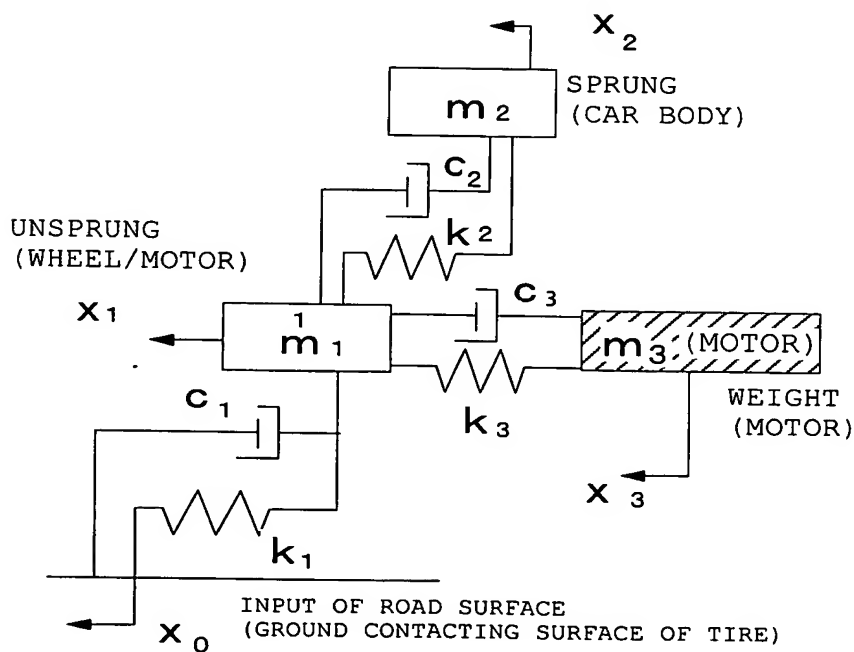 X2
SPRUNG
(CAR BODY)
m2
C2
k2
UNSPRUNG
(WHEEL/MOTOR)
X1
1
m1
C3
m3 (MOTOR)
k3
WEIGHT
(MOTOR)
X3
C1
k1
INPUT OF ROAD SURFACE
(GROUND CONTACTING SURFACE OF TIRE)
X0